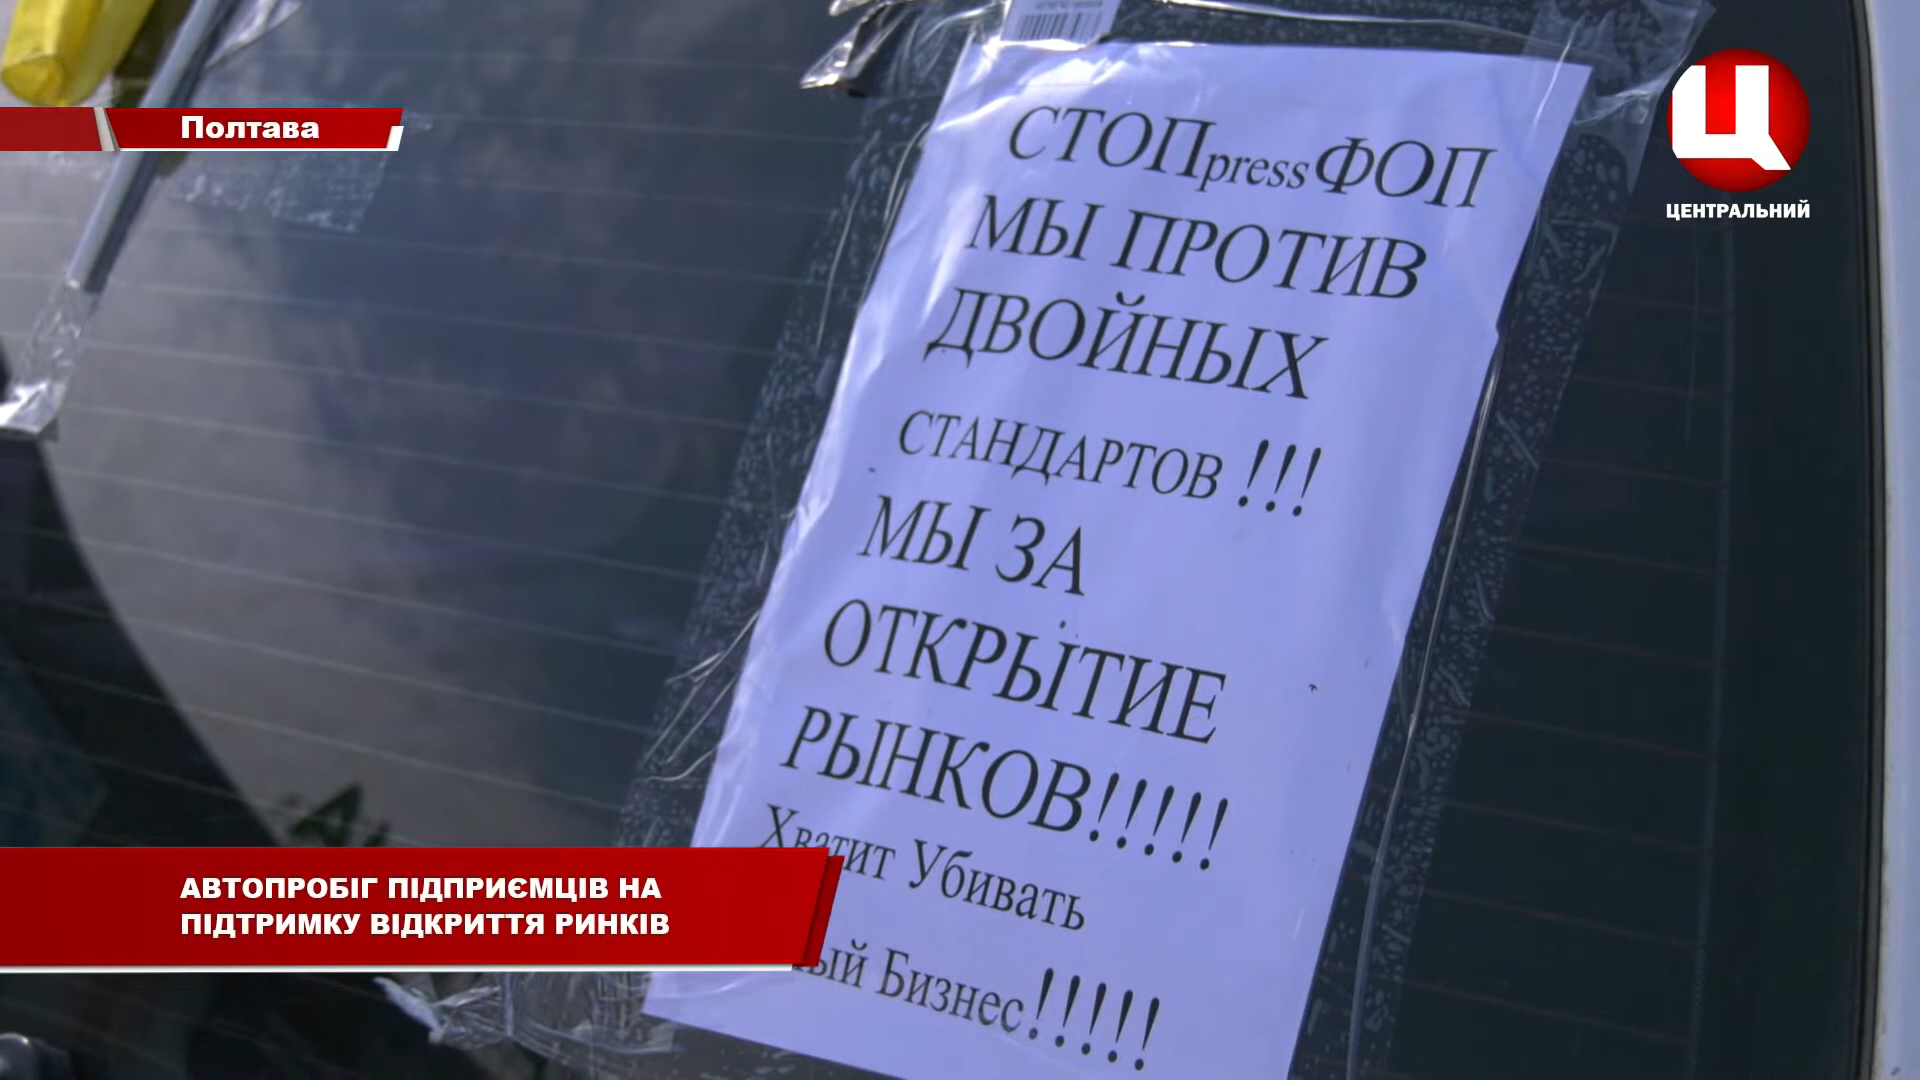 Полтава
ЦЕНТРАЛЬНИЙ
СТОПpressФОП
МЫ ПРОТИВ
ДВОЙНЫХ
СТАНДАРТОВ !!!
МЫ ЗА
ОТКРЫТИЕ
РЫНКОВ!!!!!
Хватит Убивать
Бизнес!!!!!
АВТОПРОБІГ ПІДПРИЄМЦІВ НА
ПІДТРИМКУ ВІДКРИТТЯ РИНКІВ